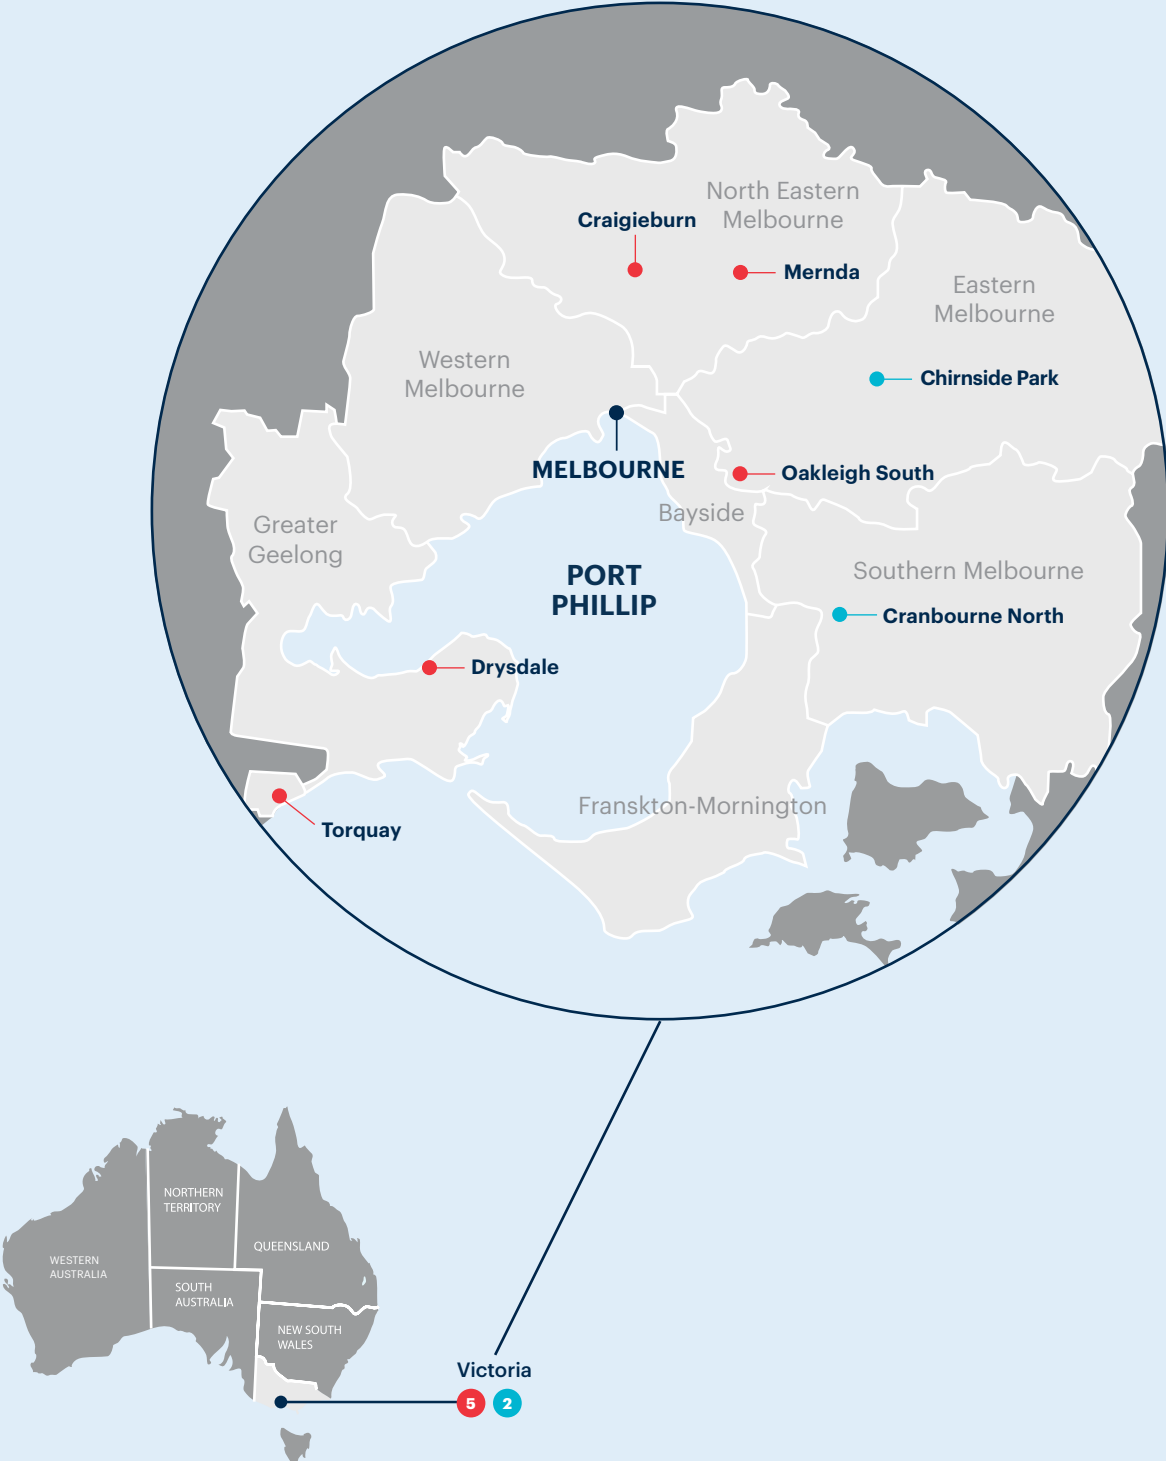 North Eastern
Melbourne
Craigieburn
Mernda
Eastern
Melbourne
Western
Melbourne
Chirnside Park
MELBOURNE
Oakleigh South
Bayside
Greater
Geelong
PORT
PHILLIP
Southern Melbourne
Cranbourne North
Drysdale
Franskton-Mornington
Torquay
NORTHERN
TERRITORY
QUEENSLAND
WESTERN
AUSTRALIA
SOUTH
AUSTRALIA
NEW SOUTH
WALES
Victoria
5 2